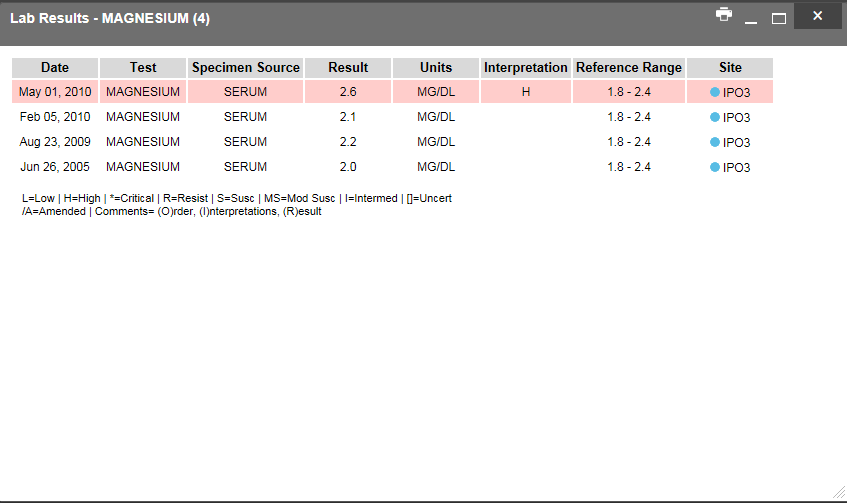 Lab Results - MAGNESIUM (4)
Date Test Specimen Source Result Units Interpretation Reference Range Site
May 01, 2010 MAGNESIUM SERUM 2.6 MG/DL H 1.8 - 2.4 IPO3
Feb 05, 2010 MAGNESIUM SERUM 2.1 MG/DL 1.8 - 2.4 IPO3
Aug 23, 2009 MAGNESIUM SERUM 2.2 MG/DL 1.8 - 2.4 IPO3
Jun 26, 2005 MAGNESIUM SERUM 2.0 MG/DL 1.8 - 2.4 IPO3
L=Low | H=High | *=Critical | R=Resist | S=Susc | MS=Mod Susc | I=Intermed | []=Uncert
/A=Amended | Comments= (O)rder, (I)nterpretations, (R)esult